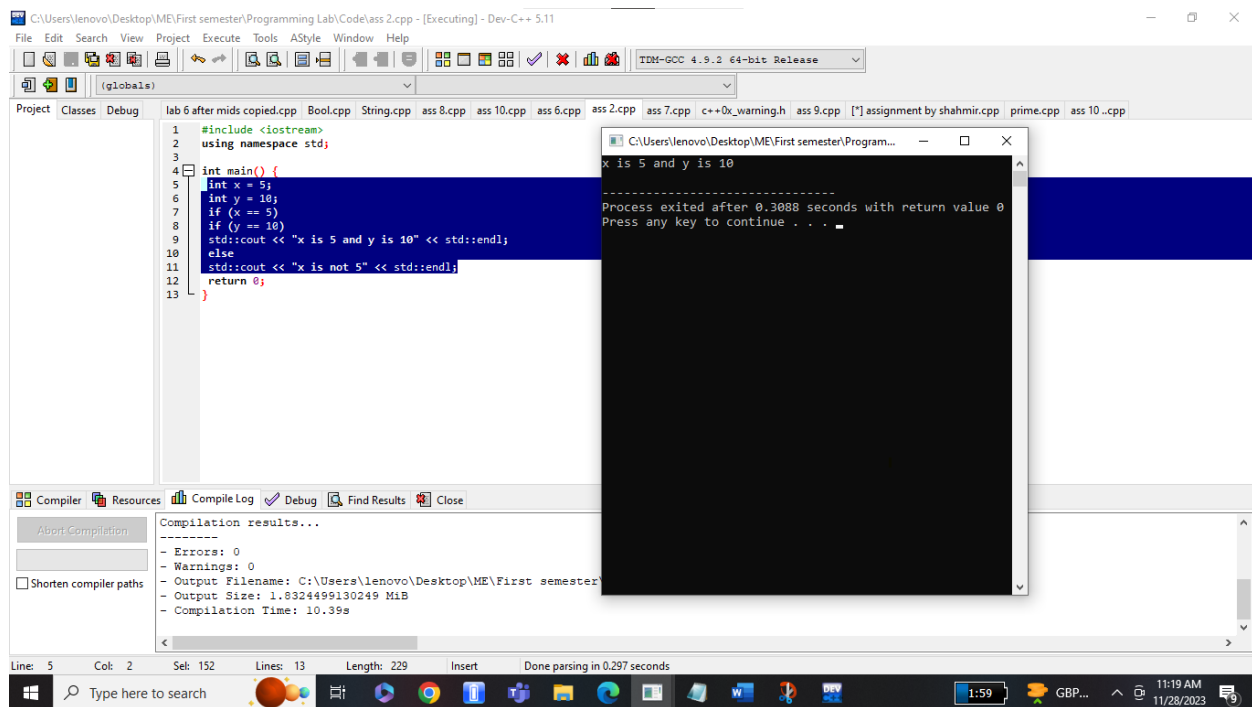 C:\Users\lenovo\Desktop\ME\First semester\Programming Lab\Code\ass 2.cpp - [Executing] - Dev-C++ 5.11
File Edit Search View Project Execute Tools AStyle Window Help
TDM-GCC 4.9.2 64-bit Release
(globals)
Project Classes Debug
lab 6 after mids copied.cpp Bool.cpp String.cpp ass 8.cpp ass 10.cpp ass 6.cpp ass 2.cpp ass 7.cpp c++0x_warning.h ass 9.cpp [*] assignment by shahmir.cpp prime.cpp ass 10 ..cpp
1 #include <iostream>
2 using namespace std;
3
4 int main() {
5 int x = 5;
6 int y = 10;
7 if (x == 5)
8 if (y == 10)
9 std::cout << "x is 5 and y is 10" << std::endl;
10 else
11 std::cout << "x is not 5" << std::endl;
12 return 0;
13 }
C:\Users\lenovo\Desktop\ME\First semester\Program...
x is 5 and y is 10
--------------------------------
Process exited after 0.3088 seconds with return value 0
Press any key to continue . . .
Compiler Resources Compile Log Debug Find Results Close
Abort Compilation
Shorten compiler paths
Compilation results...
--------
- Errors: 0
- Warnings: 0
- Output Filename: C:\Users\lenovo\Desktop\ME\First semester\
- Output Size: 1.8324499130249 MiB
- Compilation Time: 10.39s
Line: 5 Col: 2 Sel: 152 Lines: 13 Length: 229 Insert Done parsing in 0.297 seconds
Type here to search
DEV
1:59
GBP...
11:19 AM
11/28/2023
9